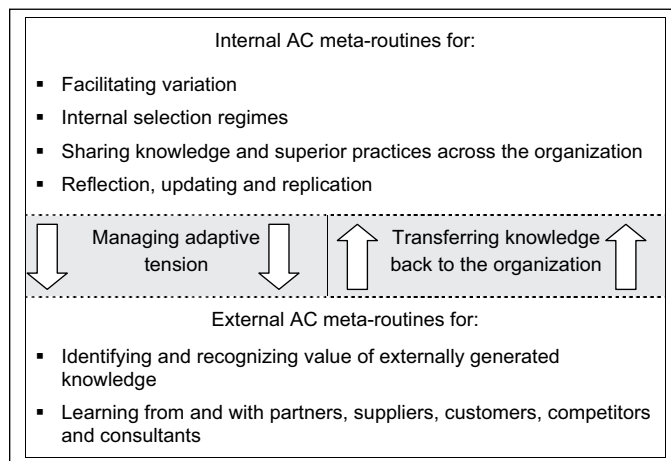 Internal AC meta-routines for:
▪ Facilitating variation
▪ Internal selection regimes
▪ Sharing knowledge and superior practices across the organization
▪ Reflection, updating and replication
Managing adaptive
tension
Transferring knowledge
back to the organization
External AC meta-routines for:
▪ Identifying and recognizing value of externally generated
knowledge
▪ Learning from and with partners, suppliers, customers, competitors
and consultants